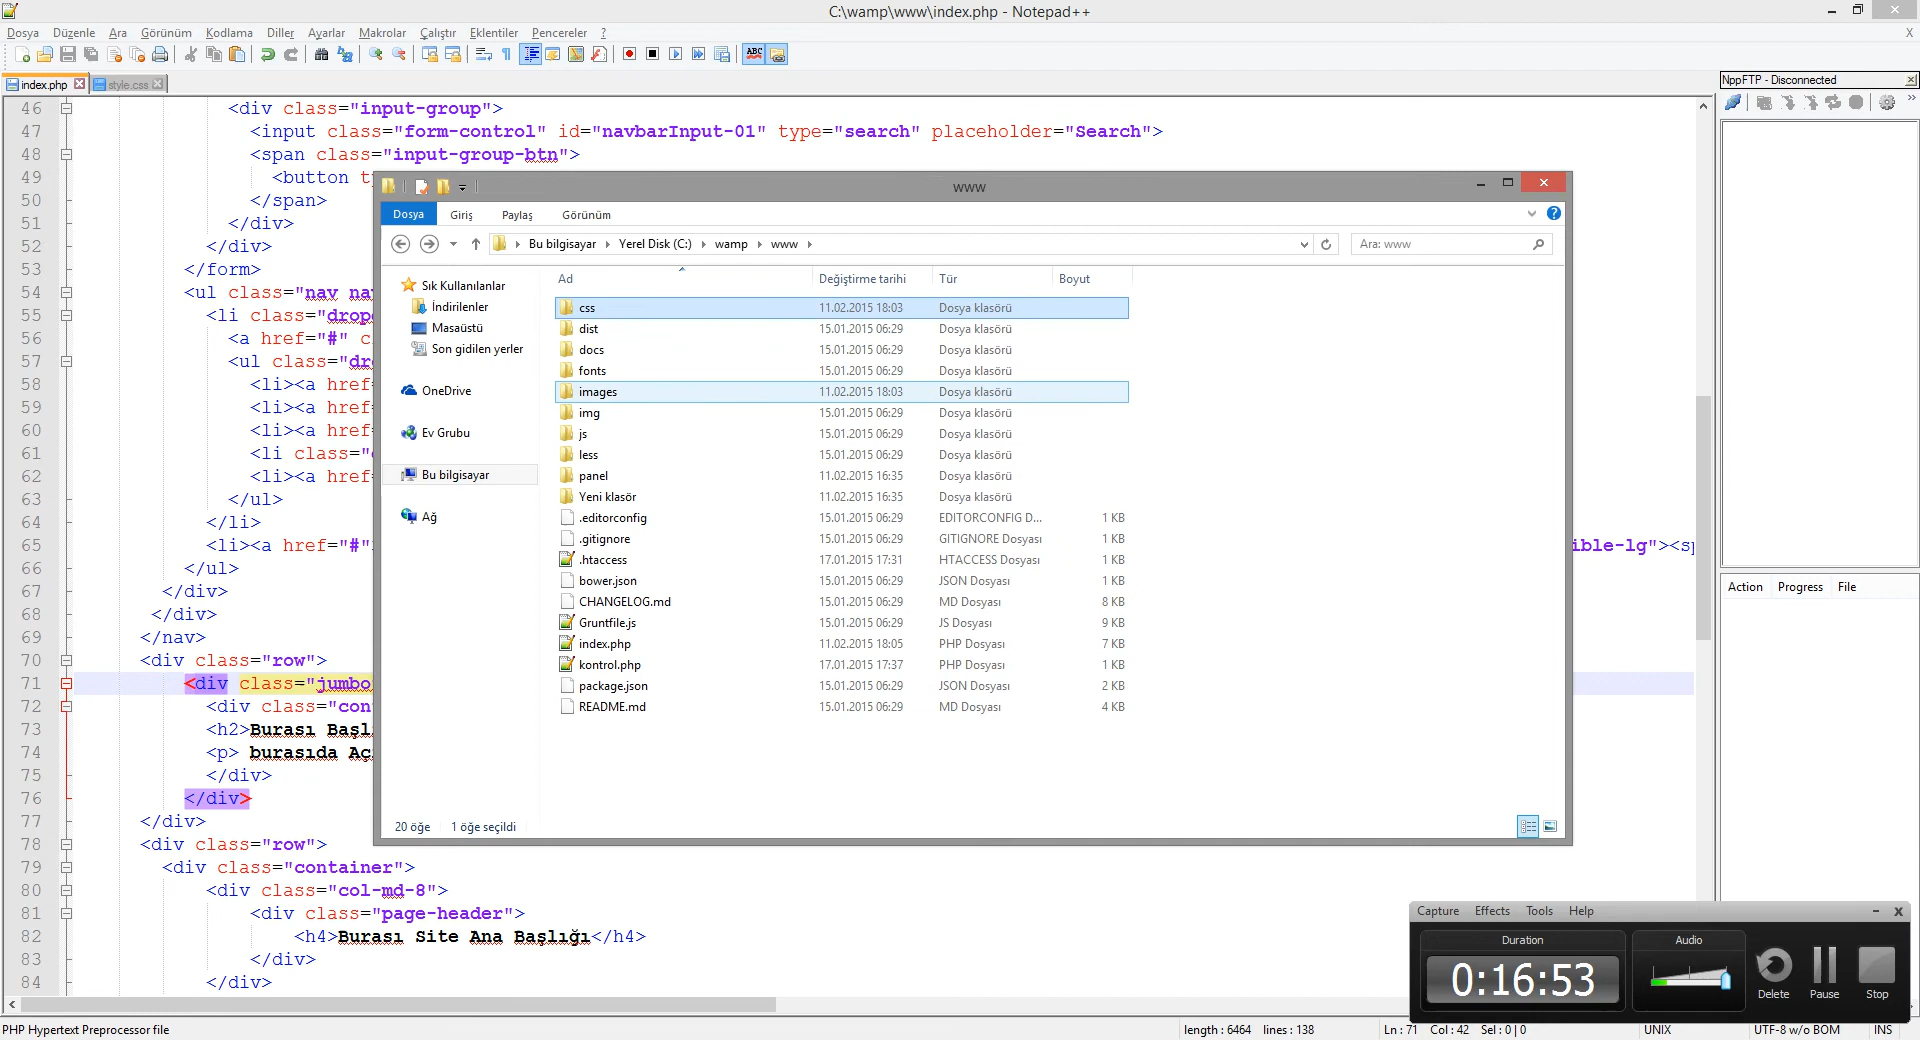 C:\wamp\www\index.php - Notepad++
Dosya Düzenle Ara Görünüm Kodlama Diller Ayarlar Makrolar Çalıştır Eklentiler Pencereler ? X
index.php style.css
NppFTP - Disconnected
46 <div class="input-group">
47 <input class="form-control" id="navbarInput-01" type="search" placeholder="Search">
48 <span class="input-group-btn">
49 <button
50 </span>
51 </div>
52 </div>
53 </form>
54 <ul class="nav
55 <li class="drop
56 <a href="#"
57 <ul class="
58 <li><a href
59 <li><a href
60 <li><a href
61 <li class="
62 <li><a href
63 </ul>
64 </li>
65 <li><a href="#" ible-lg"><sp
66 </ul>
67 </div>
68 </div>
69 </nav>
70 <div class="row">
71 <div class="jumbo
72 <div class="con
73 <h2>Burası Başl
74 <p> burasıda Aç
75 </div>
76 </div>
77 </div>
78 <div class="row">
79 <div class="container">
80 <div class="col-md-8">
81 <div class="page-header">
82 <h4>Burası Site Ana Başlığı</h4>
83 </div>
84 </div>
www
Dosya Giriş Paylaş Görünüm
Bu bilgisayar Yerel Disk (C:) wamp www
Ara: www
Sık Kullanılanlar
İndirilenler
Masaüstü
Son gidilen yerler
OneDrive
Ev Grubu
Bu bilgisayar
Ağ
Ad Değiştirme tarihi Tür Boyut
css 11.02.2015 18:03 Dosya klasörü
dist 15.01.2015 06:29 Dosya klasörü
docs 15.01.2015 06:29 Dosya klasörü
fonts 15.01.2015 06:29 Dosya klasörü
images 11.02.2015 18:03 Dosya klasörü
img 15.01.2015 06:29 Dosya klasörü
js 15.01.2015 06:29 Dosya klasörü
less 15.01.2015 06:29 Dosya klasörü
panel 11.02.2015 16:35 Dosya klasörü
Yeni klasör 11.02.2015 16:35 Dosya klasörü
.editorconfig 15.01.2015 06:29 EDITORCONFIG D... 1 KB
.gitignore 15.01.2015 06:29 GITIGNORE Dosyası 1 KB
.htaccess 17.01.2015 17:31 HTACCESS Dosyası 1 KB
bower.json 15.01.2015 06:29 JSON Dosyası 1 KB
CHANGELOG.md 15.01.2015 06:29 MD Dosyası 8 KB
Gruntfile.js 15.01.2015 06:29 JS Dosyası 9 KB
index.php 11.02.2015 18:05 PHP Dosyası 7 KB
kontrol.php 17.01.2015 17:37 PHP Dosyası 1 KB
package.json 15.01.2015 06:29 JSON Dosyası 2 KB
README.md 15.01.2015 06:29 MD Dosyası 4 KB
20 öğe 1 öğe seçildi
Action Progress File
Capture Effects Tools Help
Duration Audio
0:16:53
Delete Pause Stop
PHP Hypertext Preprocessor file length : 6464 lines : 138 Ln : 71 Col : 42 Sel : 0 | 0 UNIX UTF-8 w/o BOM INS